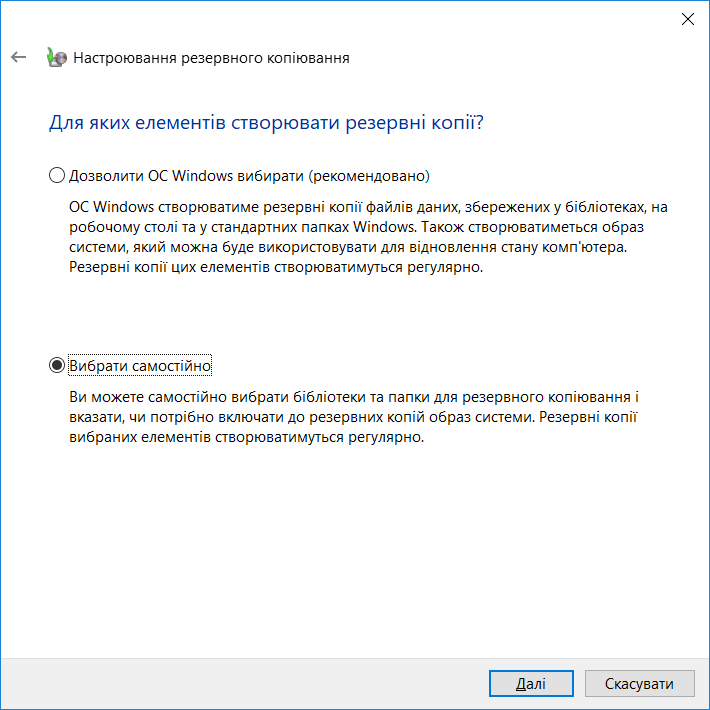 Настроювання резервного копіювання
Для яких елементів створювати резервні копії?
Дозволити ОС Windows вибирати (рекомендовано)
ОС Windows створюватиме резервні копії файлів даних, збережених у бібліотеках, на
робочому столі та у стандартних папках Windows. Також створюватиметься образ
системи, який можна буде використовувати для відновлення стану комп'ютера.
Резервні копії цих елементів створюватимуться регулярно.
Вибрати самостійно
Ви можете самостійно вибрати бібліотеки та папки для резервного копіювання і
вказати, чи потрібно включати до резервних копій образ системи. Резервні копії
вибраних елементів створюватимуться регулярно.
Далі
Скасувати